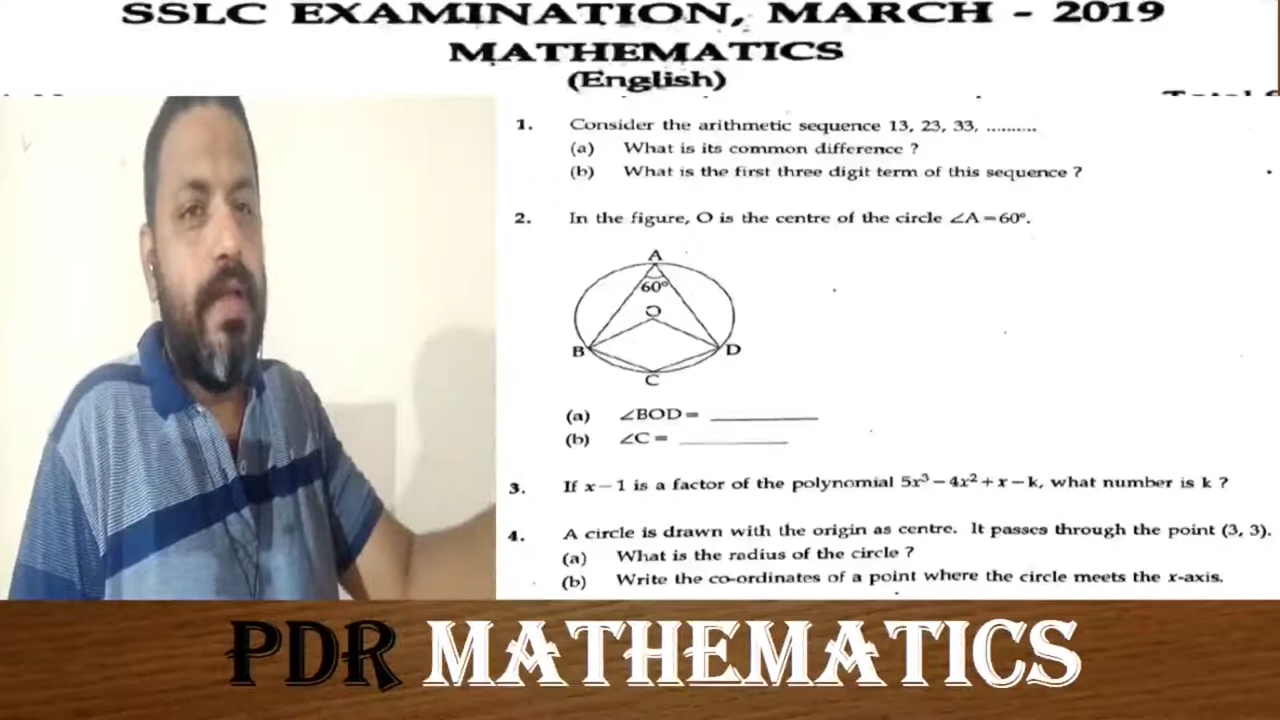 SSLC EXAMINATION, MARCH - 2019
MATHEMATICS
(English)
1. Consider the arithmetic sequence 13, 23, 33, ..........
(a) What is its common difference ?
(b) What is the first three digit term of this sequence ?
2. In the figure, O is the centre of the circle ∠A=60°.
A
60°
O
B
D
C
(a) ∠BOD= ____________
(b) ∠C = ____________
3. If x−1 is a factor of the polynomial 5x³−4x²+x−k, what number is k ?
4. A circle is drawn with the origin as centre. It passes through the point (3, 3).
(a) What is the radius of the circle ?
(b) Write the co-ordinates of a point where the circle meets the x-axis.
PDR MATHEMATICS